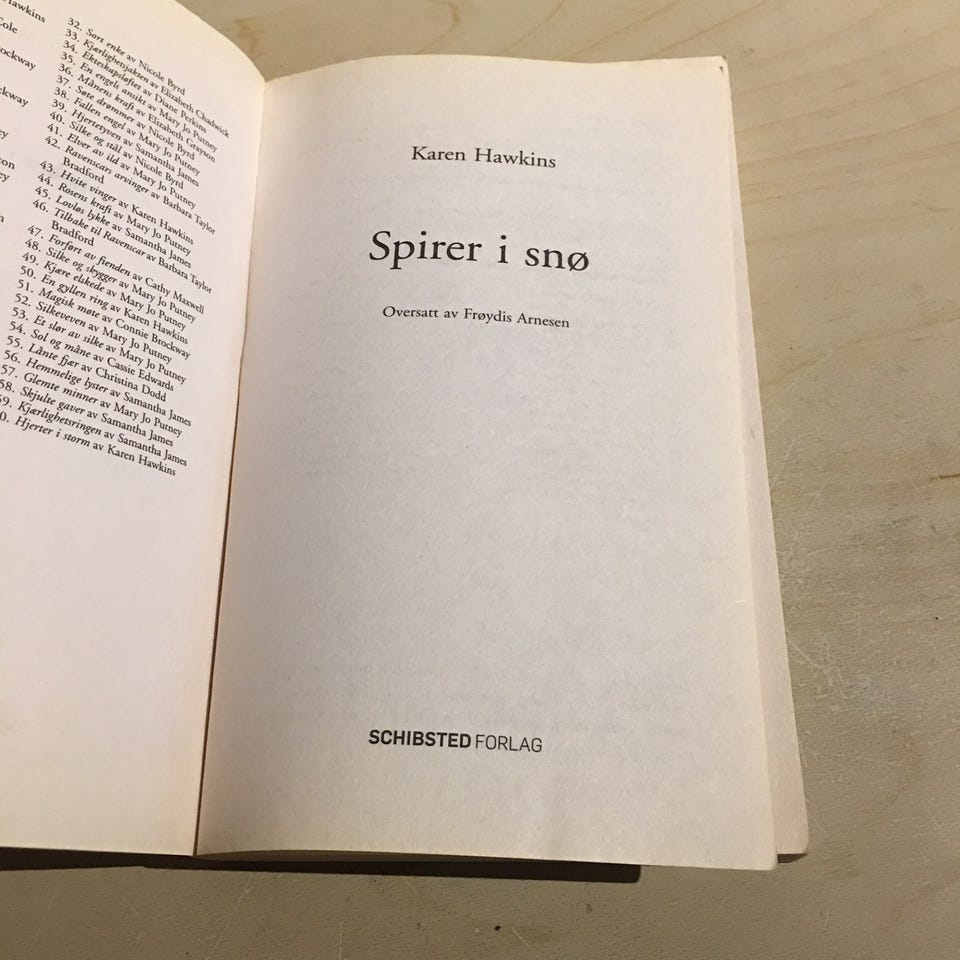 Hawkins
Cole
ockway
ckway
ey
ton
ey
32. Sort enke av Nicole Byrd
33. Kjærlighetsjakten av Elizabeth Chadwick
34. Ekteskapsløftet av Diane Perkins
35. En engels ansikt av Mary Jo Putney
36. Månens kraft av Elizabeth Grayson
37. Søte drømmer av Nicole Byrd
38. Fallen engel av Mary Jo Putney
39. Hjertetyven av Samantha James
40. Silke og stål av Nicole Byrd
41. Elver av ild av Mary Jo Putney
42. Ravenscars arvinger av Barbara Taylor
Bradford
43. Hvite vinger av Karen Hawkins
44. Rosens kraft av Mary Jo Putney
45. Lovløs lykke av Samantha James
46. Tilbake til Ravenscar av Barbara Taylor
Bradford
47. Forført av fienden av Cathy Maxwell
48. Silke og skygger av Mary Jo Putney
49. Kjære elskede av Mary Jo Putney
50. En gyllen ring av Karen Hawkins
51. Magisk møte av Connie Brockway
52. Silkeveven av Mary Jo Putney
53. Et slør av silke av Mary Jo Putney
54. Sol og måne av Cassie Edwards
55. Lånte fjær av Christina Dodd
56. Hemmelige lyster av Samantha James
57. Glemte minner av Mary Jo Putney
58. Skjulte gaver av Samantha James
59. Kjærlighetsringen av Samantha James
0. Hjerter i storm av Karen Hawkins
Karen Hawkins
Spirer i snø
Oversatt av Frøydis Arnesen
SCHIBSTED FORLAG